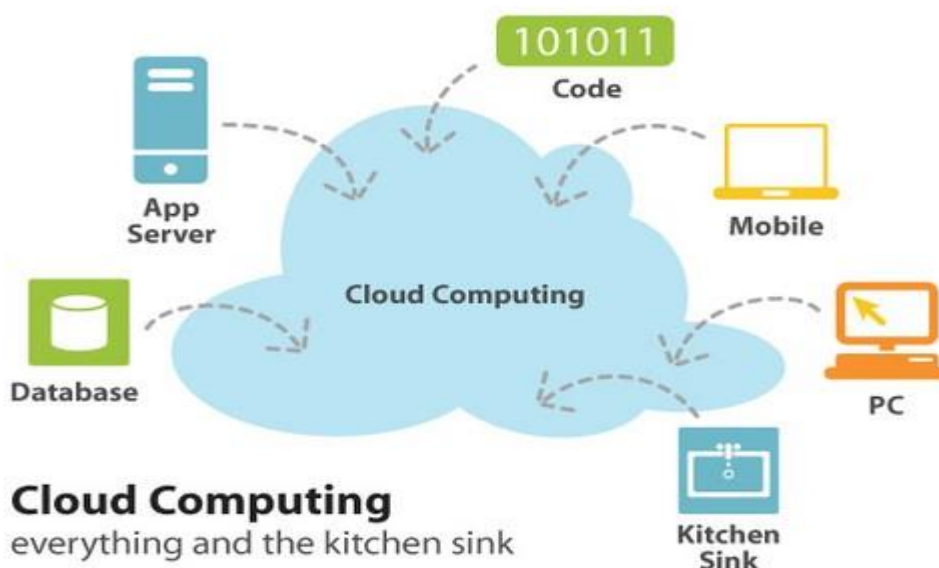 101011
Code
App
Server
Mobile
Cloud Computing
Database
PC
Cloud Computing
everything and the kitchen sink
Kitchen
Sink